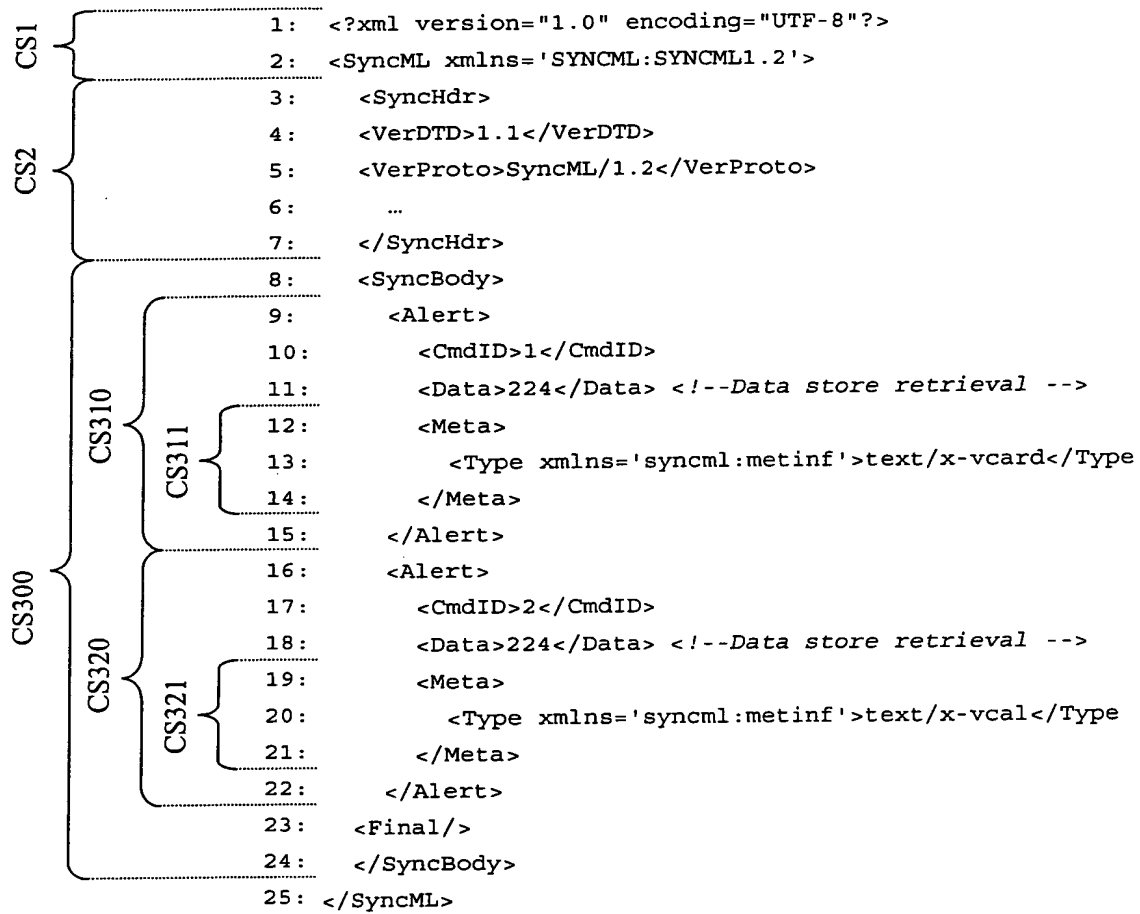 CS1
CS2
CS300
CS310
CS311
CS320
CS321
1: <?xml version="1.0" encoding="UTF-8"?>
2: <SyncML xmlns='SYNCML:SYNCML1.2'>
3: <SyncHdr>
4: <VerDTD>1.1</VerDTD>
5: <VerProto>SyncML/1.2</VerProto>
6: …
7: </SyncHdr>
8: <SyncBody>
9: <Alert>
10: <CmdID>1</CmdID>
11: <Data>224</Data> <!--Data store retrieval -->
12: <Meta>
13: <Type xmlns='syncml:metinf'>text/x-vcard</Type
14: </Meta>
15: </Alert>
16: <Alert>
17: <CmdID>2</CmdID>
18: <Data>224</Data> <!--Data store retrieval -->
19: <Meta>
20: <Type xmlns='syncml:metinf'>text/x-vcal</Type
21: </Meta>
22: </Alert>
23: <Final/>
24: </SyncBody>
25: </SyncML>